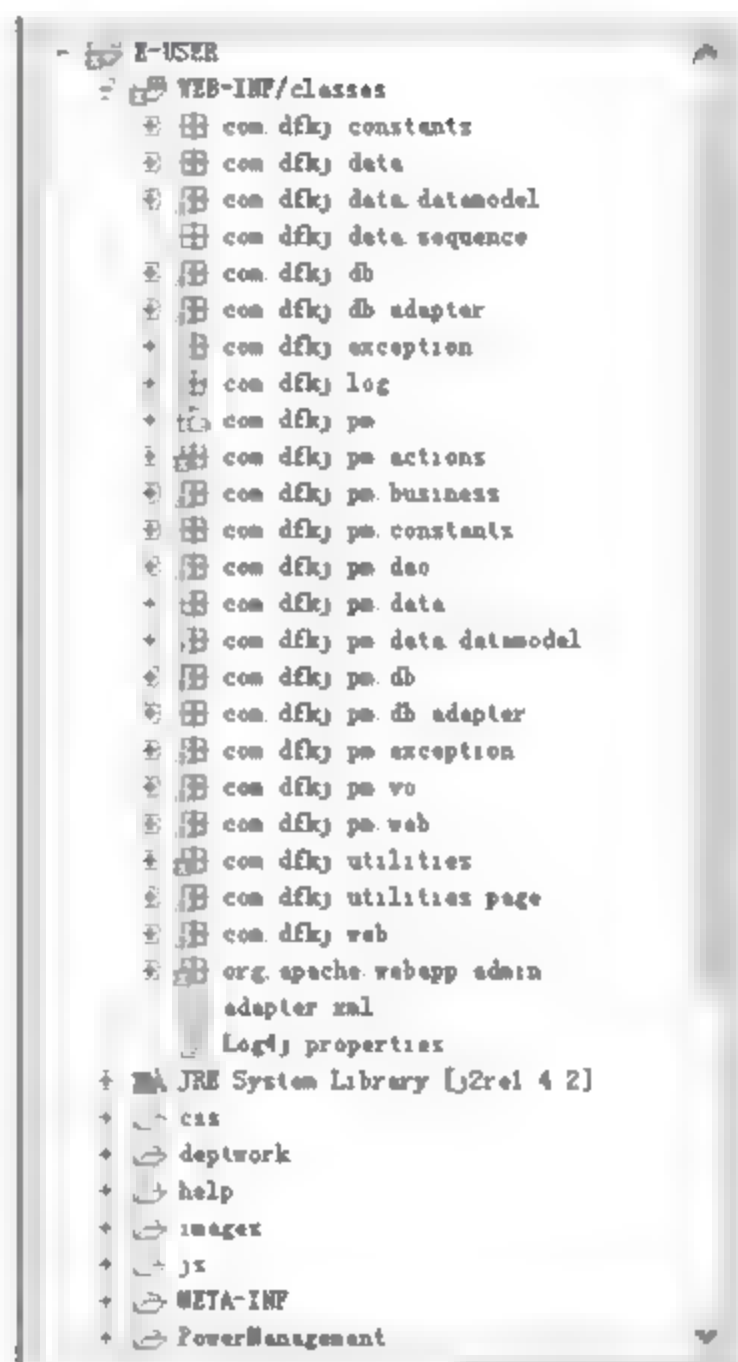 E-USER
WEB-INF/classes
com.dfkj.constants
com.dfkj.data
com.dfkj.data.datamodel
com.dfkj.data.sequence
com.dfkj.db
com.dfkj.db.adapter
com.dfkj.exception
com.dfkj.log
com.dfkj.pm
com.dfkj.pm.actions
com.dfkj.pm.business
com.dfkj.pm.constants
com.dfkj.pm.dao
com.dfkj.pm.data
com.dfkj.pm.data.datamodel
com.dfkj.pm.db
com.dfkj.pm.db.adapter
com.dfkj.pm.exception
com.dfkj.pm.vo
com.dfkj.pm.web
com.dfkj.utilities
com.dfkj.utilities.page
com.dfkj.web
org.apache.webapp.admin
adapter.xml
Log4j.properties
JRE System Library [j2re1.4.2]
css
deptwork
help
images
js
META-INF
PowerManagement